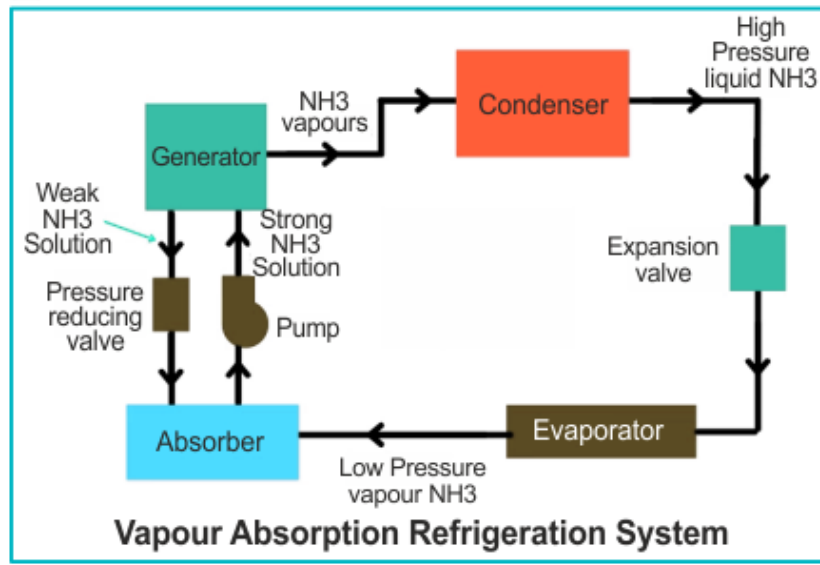 High
Pressure
liquid NH3
NH3
vapours
Condenser
Generator
Weak
NH3
Solution
Strong
NH3
Solution
Expansion
valve
Pressure
reducing
valve
Pump
Absorber
Evaporator
Low Pressure
vapour NH3
Vapour Absorption Refrigeration System